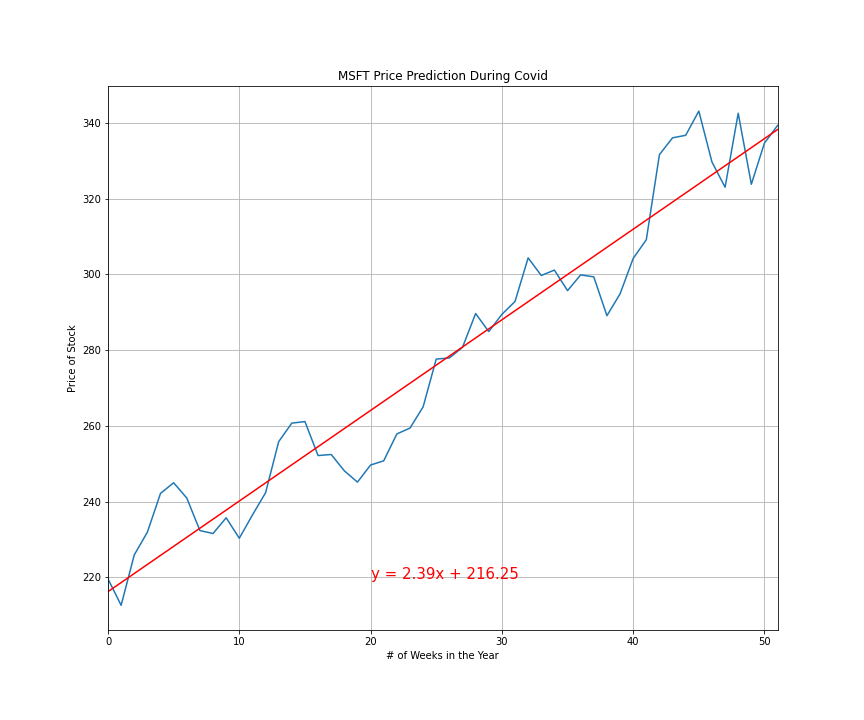 MSFT Price Prediction During Covid
Price of Stock
340
320
300
280
260
240
220
y = 2.39x + 216.25
0 10 20 30 40 50
# of Weeks in the Year